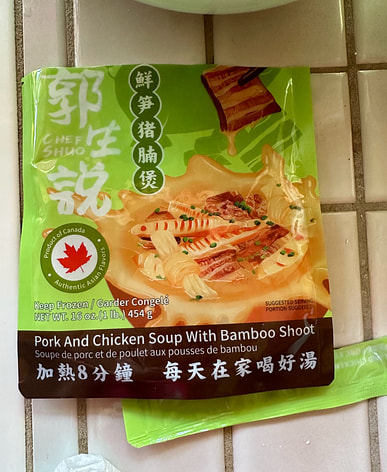 郭生說
CHEF
SHUO
鮮筍豬腩煲
Product of Canada
Authentic Asian Flavors
SUGGESTED SERVING
PORTION SUGGÉRÉE
Keep Frozen / Garder Congelé
NET WT. 16 oz.(1 lb.) 454 g
Pork And Chicken Soup With Bamboo Shoot
Soupe de porc et de poulet aux pousses de bambou
加熱8分鐘 每天在家喝好湯